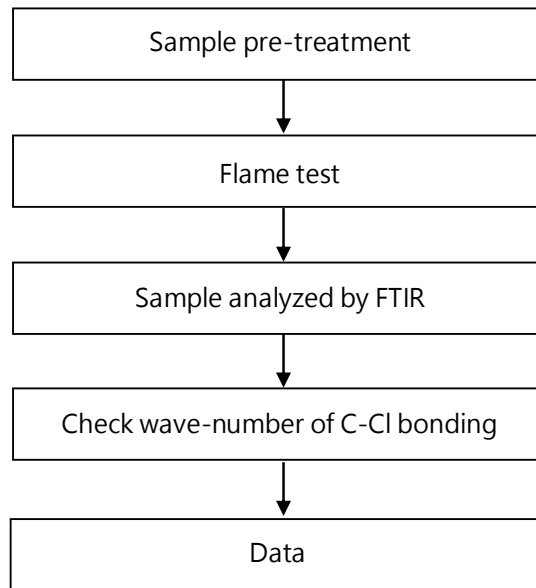 Sample pre-treatment
Flame test
Sample analyzed by FTIR
Check wave-number of C-Cl bonding
Data